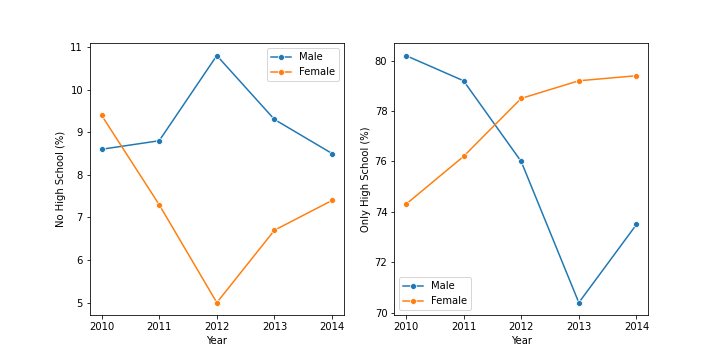 No High School (%)
11
10
9
8
7
6
5
2010 2011 2012 2013 2014
Year
Male
Female
Only High School (%)
80
78
76
74
72
70
2010 2011 2012 2013 2014
Year
Male
Female